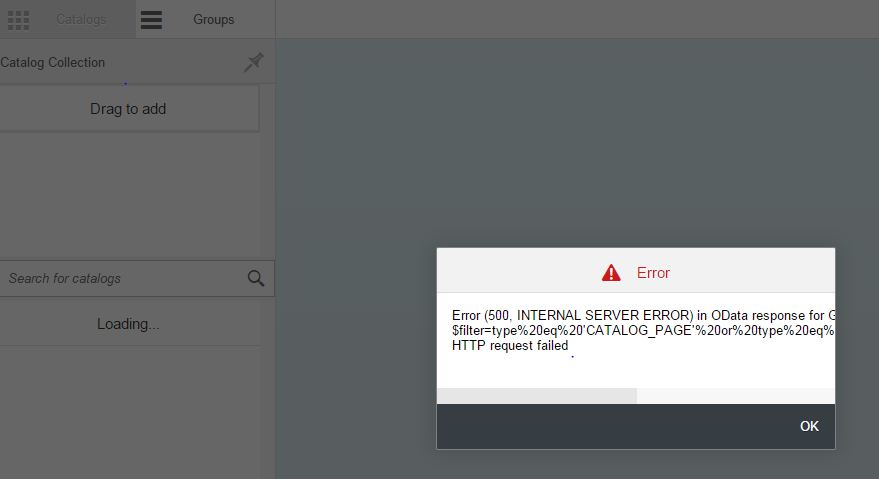 Catalogs
Groups
Catalog Collection
Drag to add
Search for catalogs
Loading...
Error
Error (500, INTERNAL SERVER ERROR) in OData response for G
$filter=type%20eq%20'CATALOG_PAGE'%20or%20type%20eq%
HTTP request failed
OK